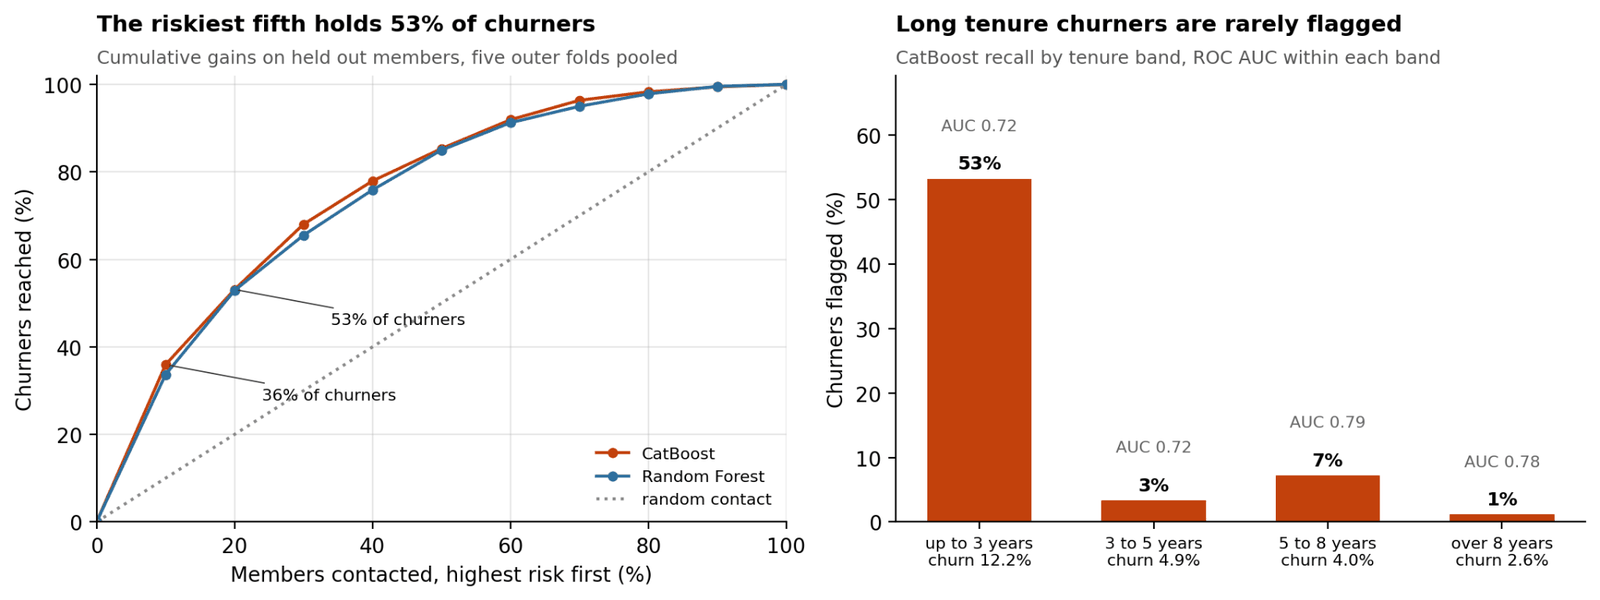 The riskiest fifth holds 53% of churners
Cumulative gains on held out members, five outer folds pooled
Churners reached (%)
100
80
60
40
20
0
53% of churners
36% of churners
CatBoost
Random Forest
random contact
0 20 40 60 80 100
Members contacted, highest risk first (%)
Long tenure churners are rarely flagged
CatBoost recall by tenure band, ROC AUC within each band
Churners flagged (%)
60
50
40
30
20
10
0
AUC 0.72
53%
AUC 0.72
3%
AUC 0.79
7%
AUC 0.78
1%
up to 3 years
churn 12.2%
3 to 5 years
churn 4.9%
5 to 8 years
churn 4.0%
over 8 years
churn 2.6%